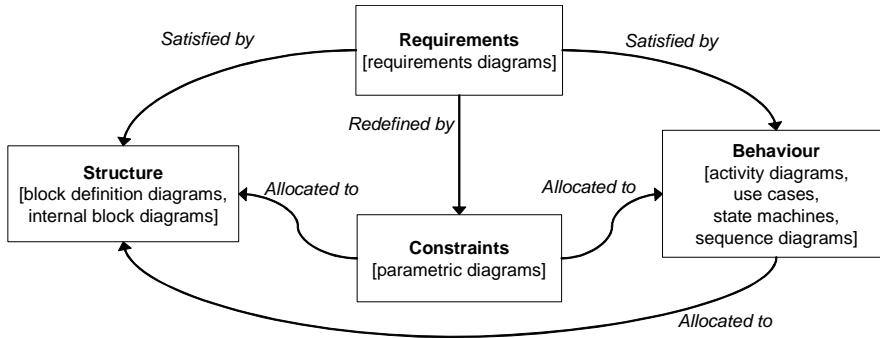 Requirements
[requirements diagrams]
Satisfied by
Satisfied by
Redefined by
Structure
[block definition diagrams,
internal block diagrams]
Allocated to
Allocated to
Behaviour
[activity diagrams,
use cases,
state machines,
sequence diagrams]
Constraints
[parametric diagrams]
Allocated to